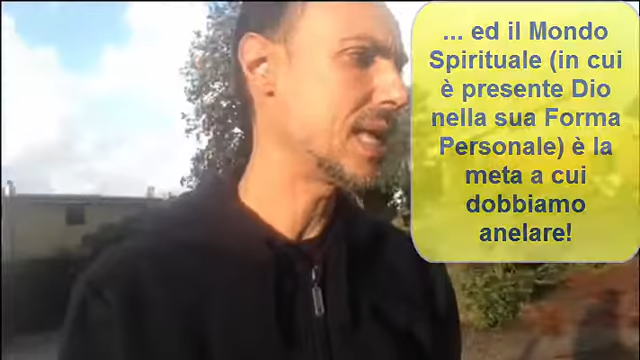 ... ed il Mondo
Spirituale (in cui
è presente Dio
nella sua Forma
Personale) è la
meta a cui
dobbiamo
anelare!